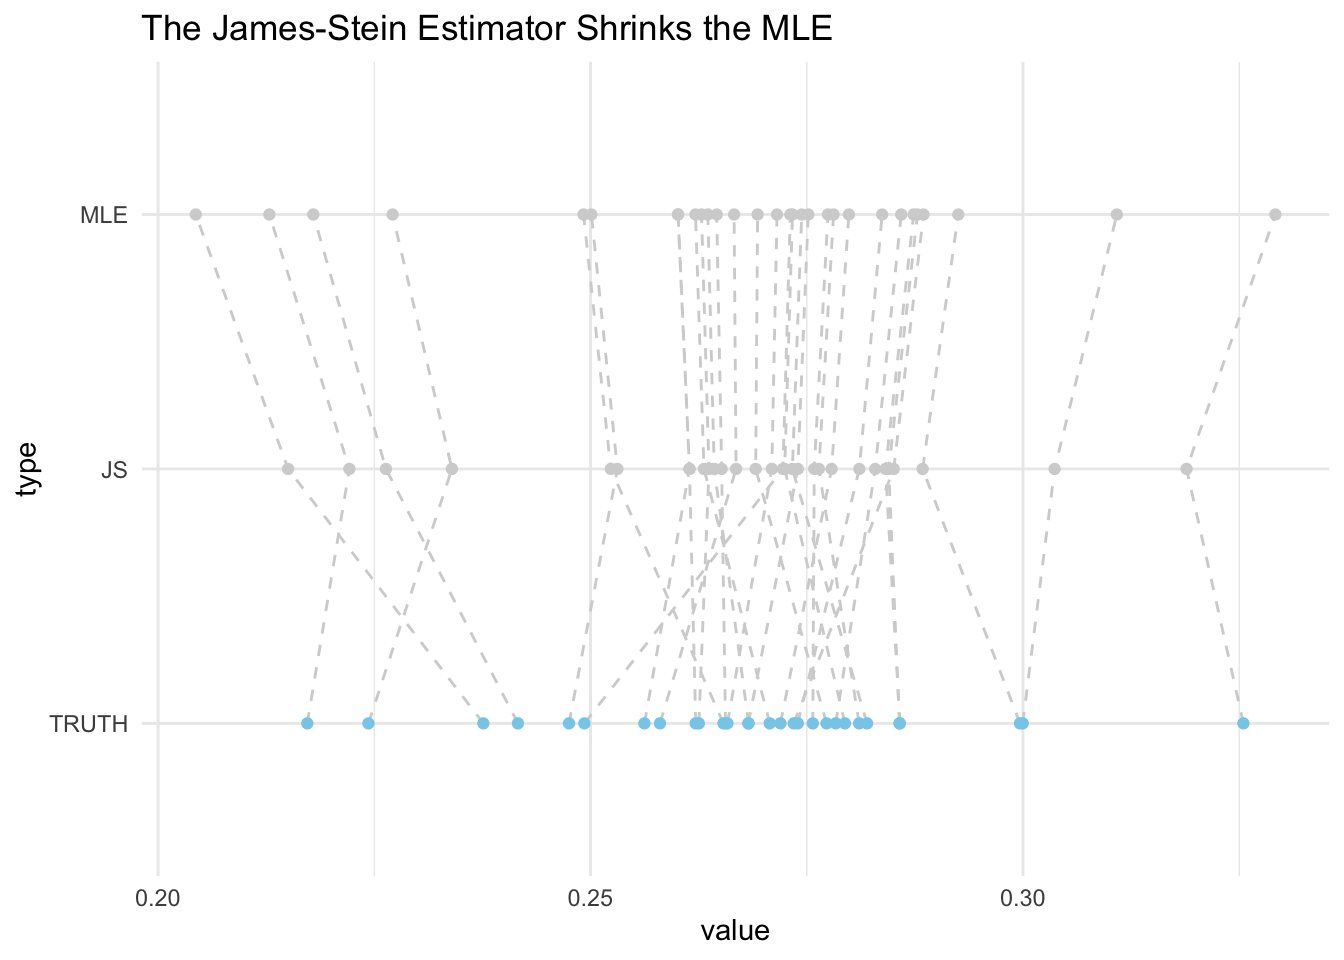 The James-Stein Estimator Shrinks the MLE
MLE
JS
TRUTH
type
0.20
0.25
0.30
value